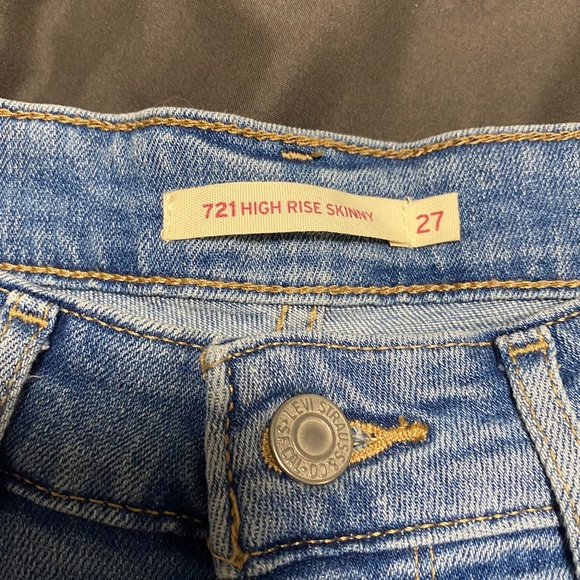 721 HIGH RISE SKINNY 27
LEVI STRAUSS & CO.